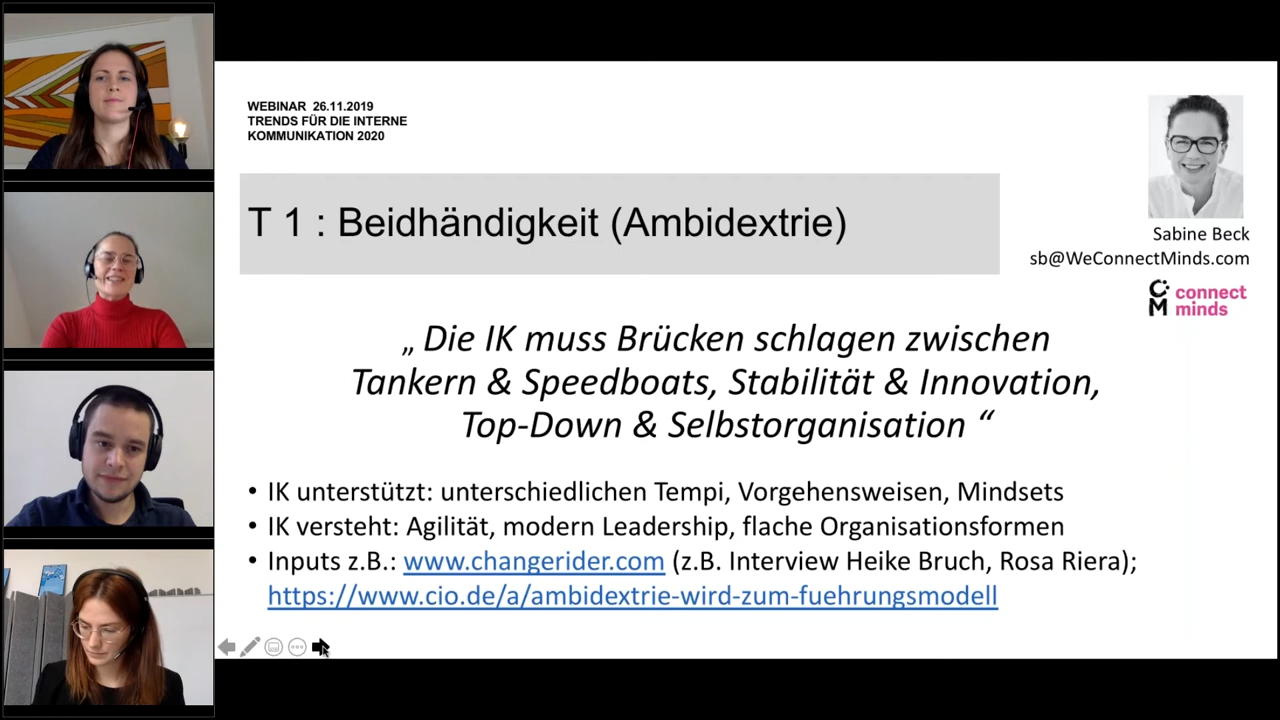 WEBINAR 26.11.2019
TRENDS FÜR DIE INTERNE
KOMMUNIKATION 2020
T 1 : Beidhändigkeit (Ambidextrie)
Sabine Beck
sb@WeConnectMinds.com
CM connect
minds
„ Die IK muss Brücken schlagen zwischen
Tankern & Speedboats, Stabilität & Innovation,
Top-Down & Selbstorganisation “
• IK unterstützt: unterschiedlichen Tempi, Vorgehensweisen, Mindsets
• IK versteht: Agilität, modern Leadership, flache Organisationsformen
• Inputs z.B.: www.changerider.com (z.B. Interview Heike Bruch, Rosa Riera);
https://www.cio.de/a/ambidextrie-wird-zum-fuehrungsmodell